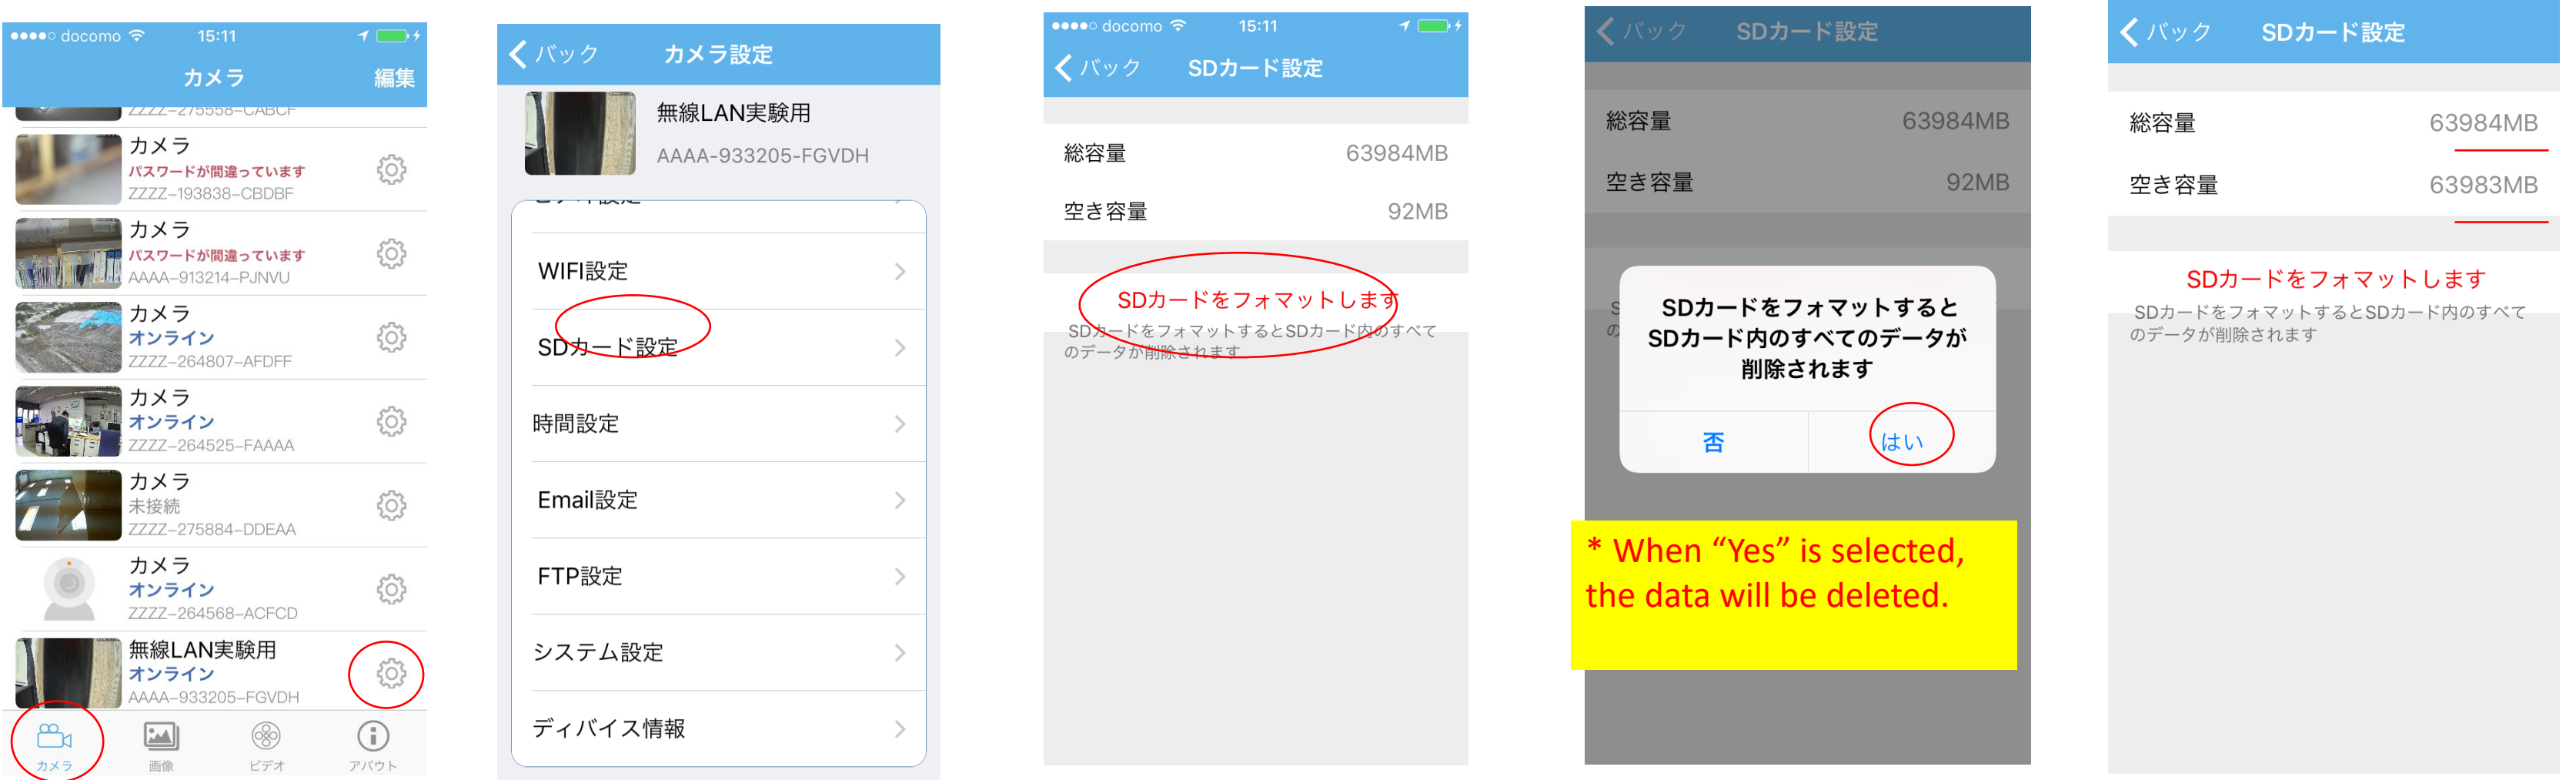 docomo 15:11
カメラ 編集
ZZZZ-275558-CABCF
カメラ
パスワードが間違っています
ZZZZ-193838-CBDBF
カメラ
パスワードが間違っています
AAAA-913214-PJNVU
カメラ
オンライン
ZZZZ-264807-AFDFF
カメラ
オンライン
ZZZZ-264525-FAAAA
カメラ
未接続
ZZZZ-275884-DDEAA
カメラ
オンライン
ZZZZ-264568-ACFCD
無線LAN実験用
オンライン
AAAA-933205-FGVDH
カメラ 画像 ビデオ アバウト
バック カメラ設定
無線LAN実験用
AAAA-933205-FGVDH
WIFI設定
SDカード設定
時間設定
Email設定
FTP設定
システム設定
ディバイス情報
docomo 15:11
バック SDカード設定
総容量 63984MB
空き容量 92MB
SDカードをフォマットします
SDカードをフォマットするとSDカード内のすべて
のデータが削除されます
バック SDカード設定
総容量 63984MB
空き容量 92MB
S
の
SDカードをフォマットすると
SDカード内のすべてのデータが
削除されます
否 はい
* When “Yes” is selected,
the data will be deleted.
バック SDカード設定
総容量 63984MB
空き容量 63983MB
SDカードをフォマットします
SDカードをフォマットするとSDカード内のすべて
のデータが削除されます